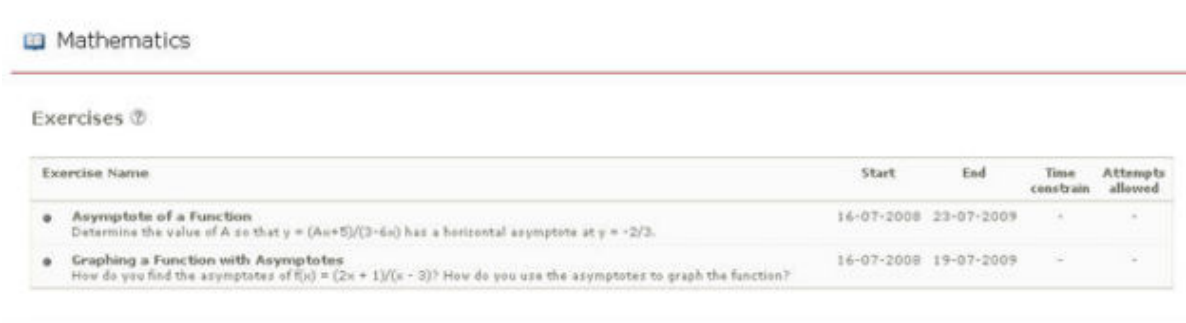 Mathematics
Exercises ?
Exercise Name Start End Time constrain Attempts allowed
Asymptote of a Function 16-07-2008 23-07-2009 - -
Determine the value of A so that y = (Ax+5)/(3-6x) has a horizontal asymptote at y = -2/3.
Graphing a Function with Asymptotes 16-07-2008 19-07-2009 - -
How do you find the asymptotes of f(x) = (2x + 1)/(x - 3)? How do you use the asymptotes to graph the function?